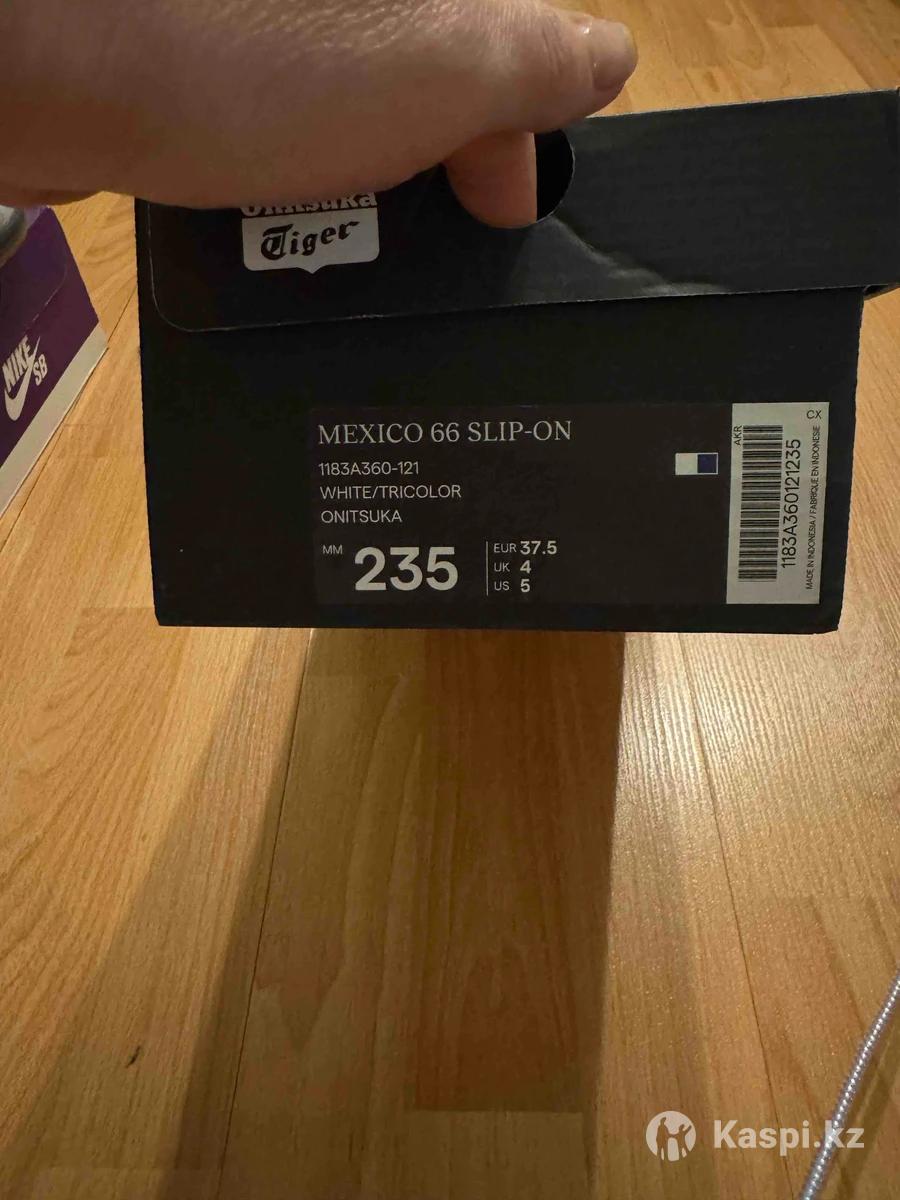 Onitsuka
Tiger
NIKE
SB
MEXICO 66 SLIP-ON
1183A360-121
WHITE/TRICOLOR
ONITSUKA
MM 235
EUR 37.5
UK 4
US 5
AKR
CX
1183A360121235
MADE IN INDONESIA / FABRIQUE EN INDONESIE
Kaspi.kz